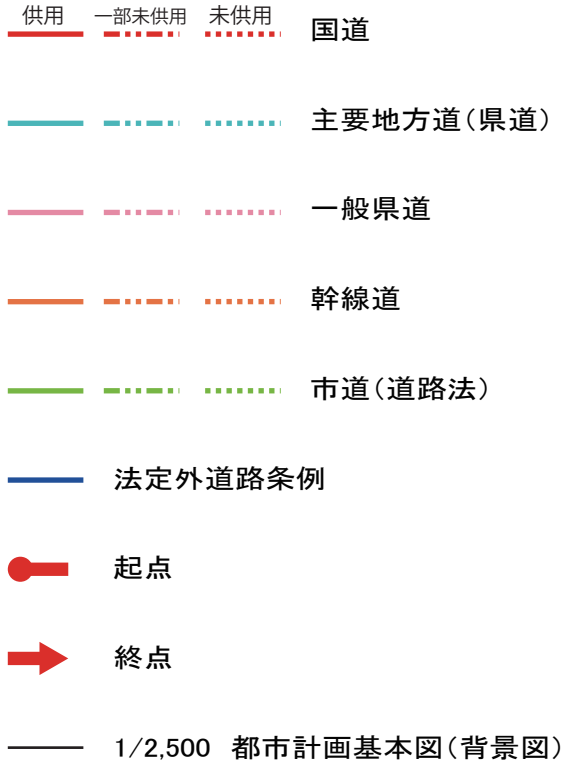 供用 一部未供用 未供用
国道
主要地方道(県道)
一般県道
幹線道
市道(道路法)
法定外道路条例
起点
終点
1/2,500 都市計画基本図(背景図)